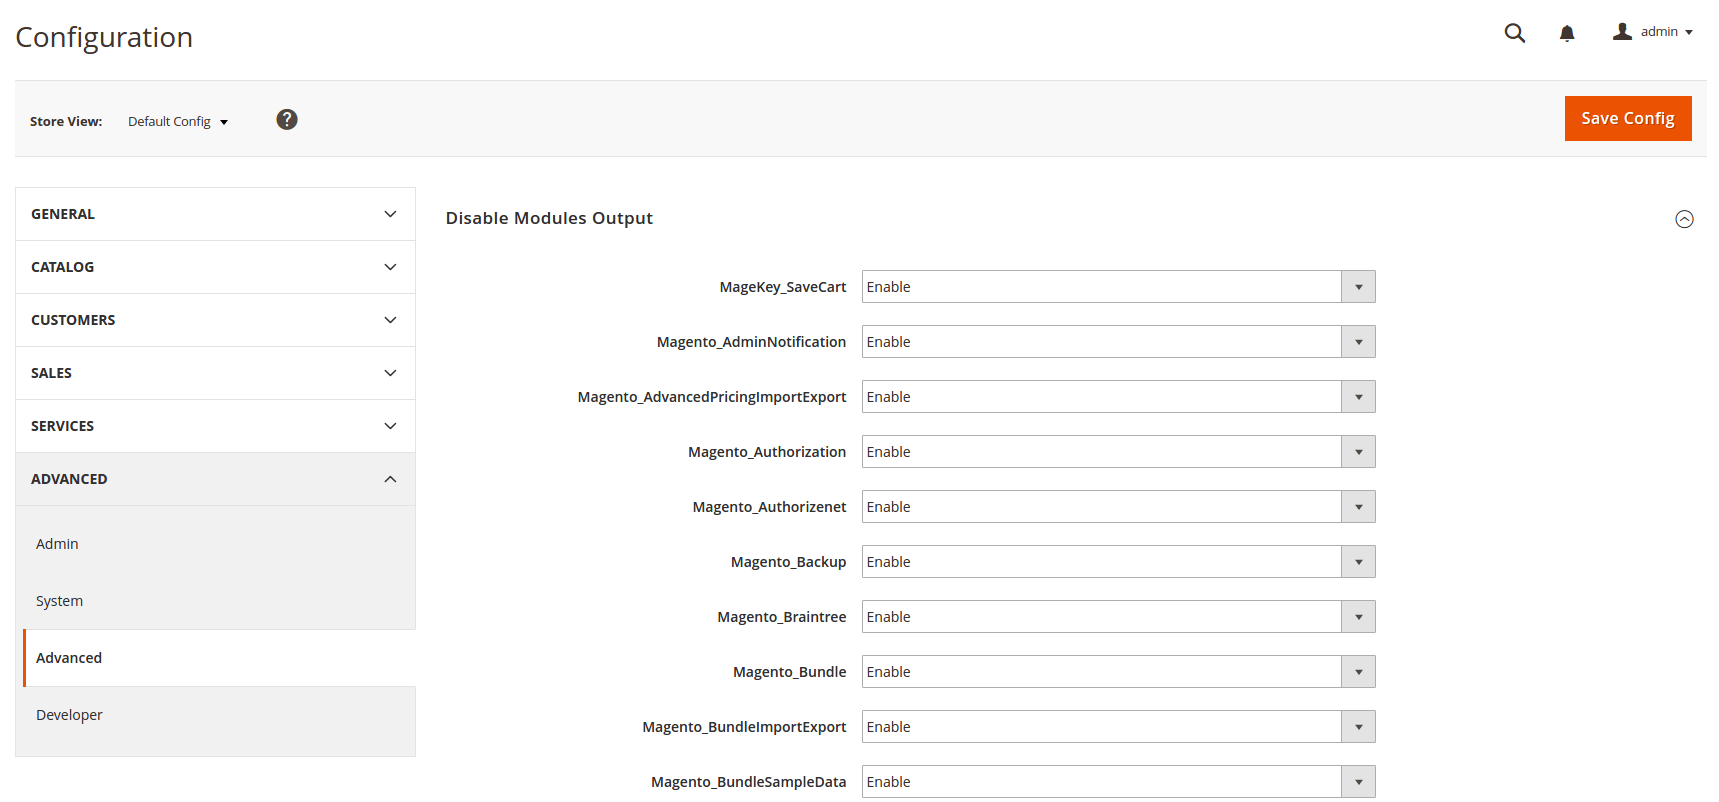 Configuration
admin
Store View: Default Config ?
Save Config
GENERAL
CATALOG
CUSTOMERS
SALES
SERVICES
ADVANCED
Admin
System
Advanced
Developer
Disable Modules Output
MageKey_SaveCart Enable
Magento_AdminNotification Enable
Magento_AdvancedPricingImportExport Enable
Magento_Authorization Enable
Magento_Authorizenet Enable
Magento_Backup Enable
Magento_Braintree Enable
Magento_Bundle Enable
Magento_BundleImportExport Enable
Magento_BundleSampleData Enable